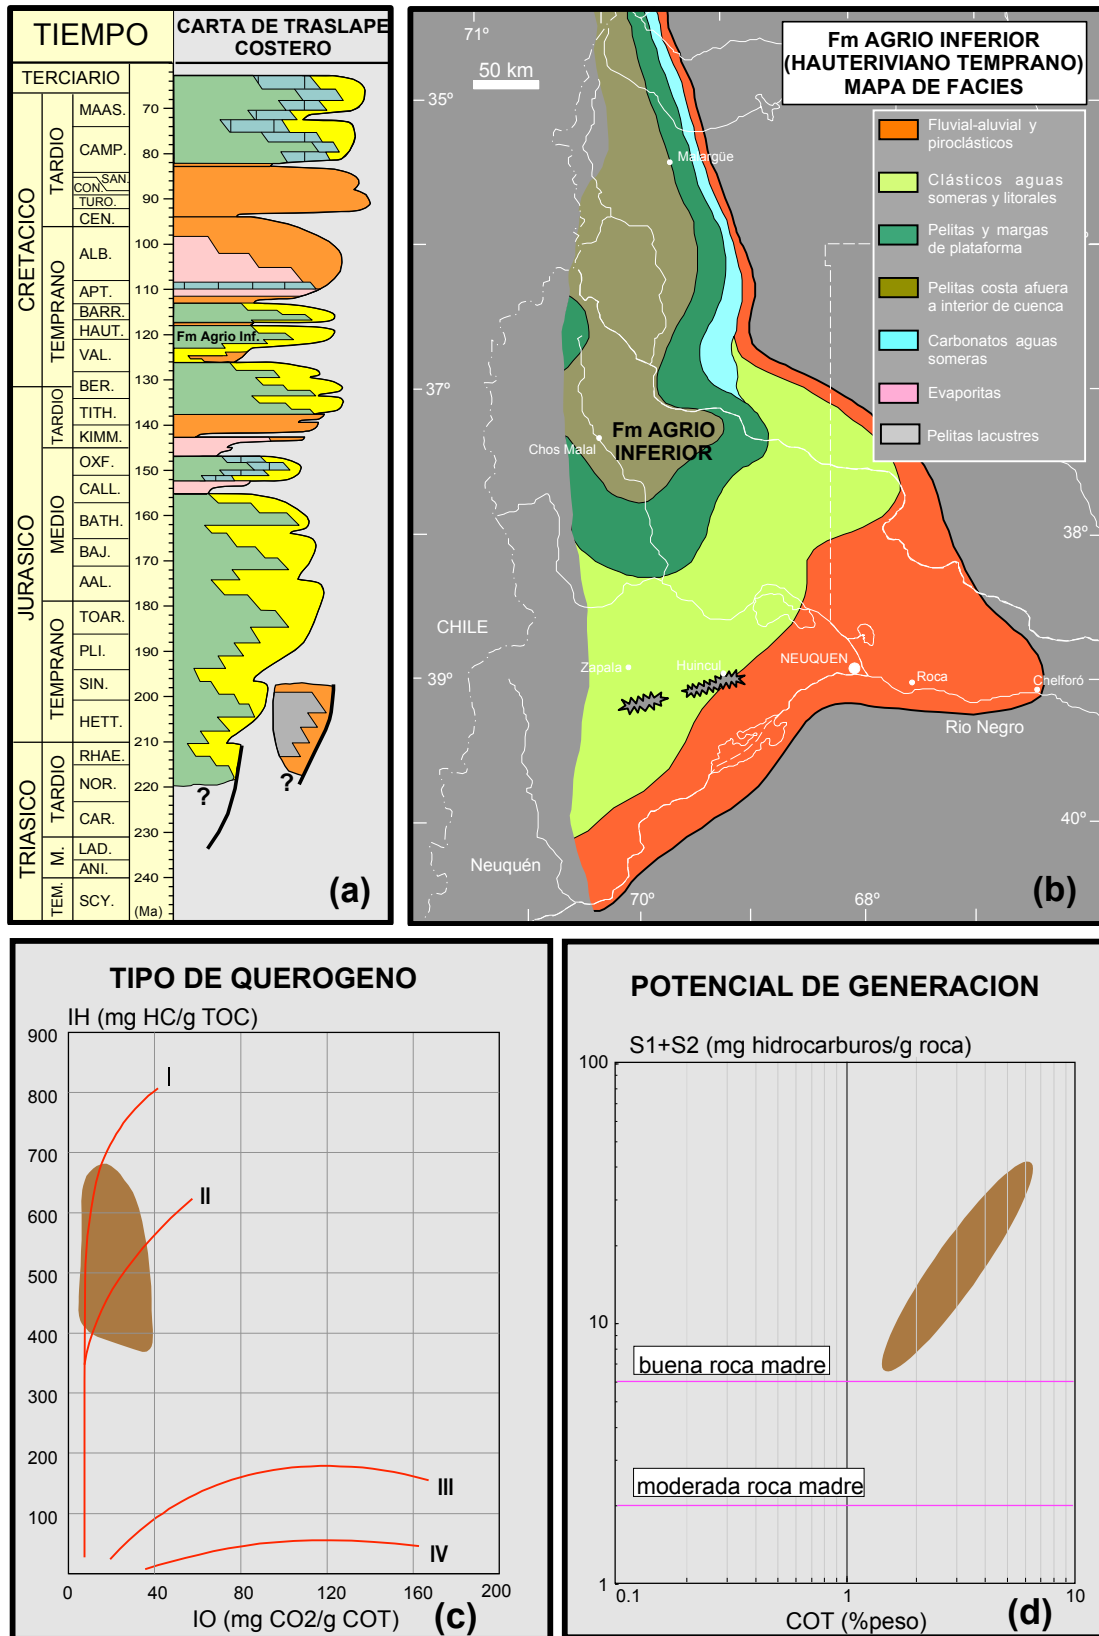 TIEMPO
CARTA DE TRASLAPE
COSTERO
TERCIARIO
CRETACICO
TARDIO
MAAS.
CAMP.
SAN.
CON.
TURO.
CEN.
TEMPRANO
ALB.
APT.
BARR.
HAUT.
VAL.
BER.
JURASICO
TARDIO
TITH.
KIMM.
OXF.
MEDIO
CALL.
BATH.
BAJ.
AAL.
TEMPRANO
TOAR.
PLI.
SIN.
HETT.
TRIASICO
TARDIO
RHAE.
NOR.
CAR.
M.
LAD.
ANI.
TEM.
SCY.
70
80
90
100
110
120
130
140
150
160
170
180
190
200
210
220
230
240
(Ma)
Fm Agrio Inf.
?
?
(a)
71º
50 km
35º
37º
39º
38º
40º
70º
68º
Fm AGRIO INFERIOR
(HAUTERIVIANO TEMPRANO)
MAPA DE FACIES
Fluvial-aluvial y
piroclásticos
Clásticos aguas
someras y litorales
Pelitas y margas
de plataforma
Pelitas costa afuera
a interior de cuenca
Carbonatos aguas
someras
Evaporitas
Pelitas lacustres
Malargüe
Chos Malal
Fm AGRIO
INFERIOR
CHILE
Zapala
Huincul
NEUQUEN
Roca
Chelforó
Rio Negro
Neuquén
(b)
TIPO DE QUEROGENO
IH (mg HC/g TOC)
900
800
700
600
500
400
300
200
100
I
II
III
IV
0
40
80
120
160
200
IO (mg CO2/g COT)
(c)
POTENCIAL DE GENERACION
S1+S2 (mg hidrocarburos/g roca)
100
10
1
buena roca madre
moderada roca madre
0.1
1
10
COT (%peso)
(d)